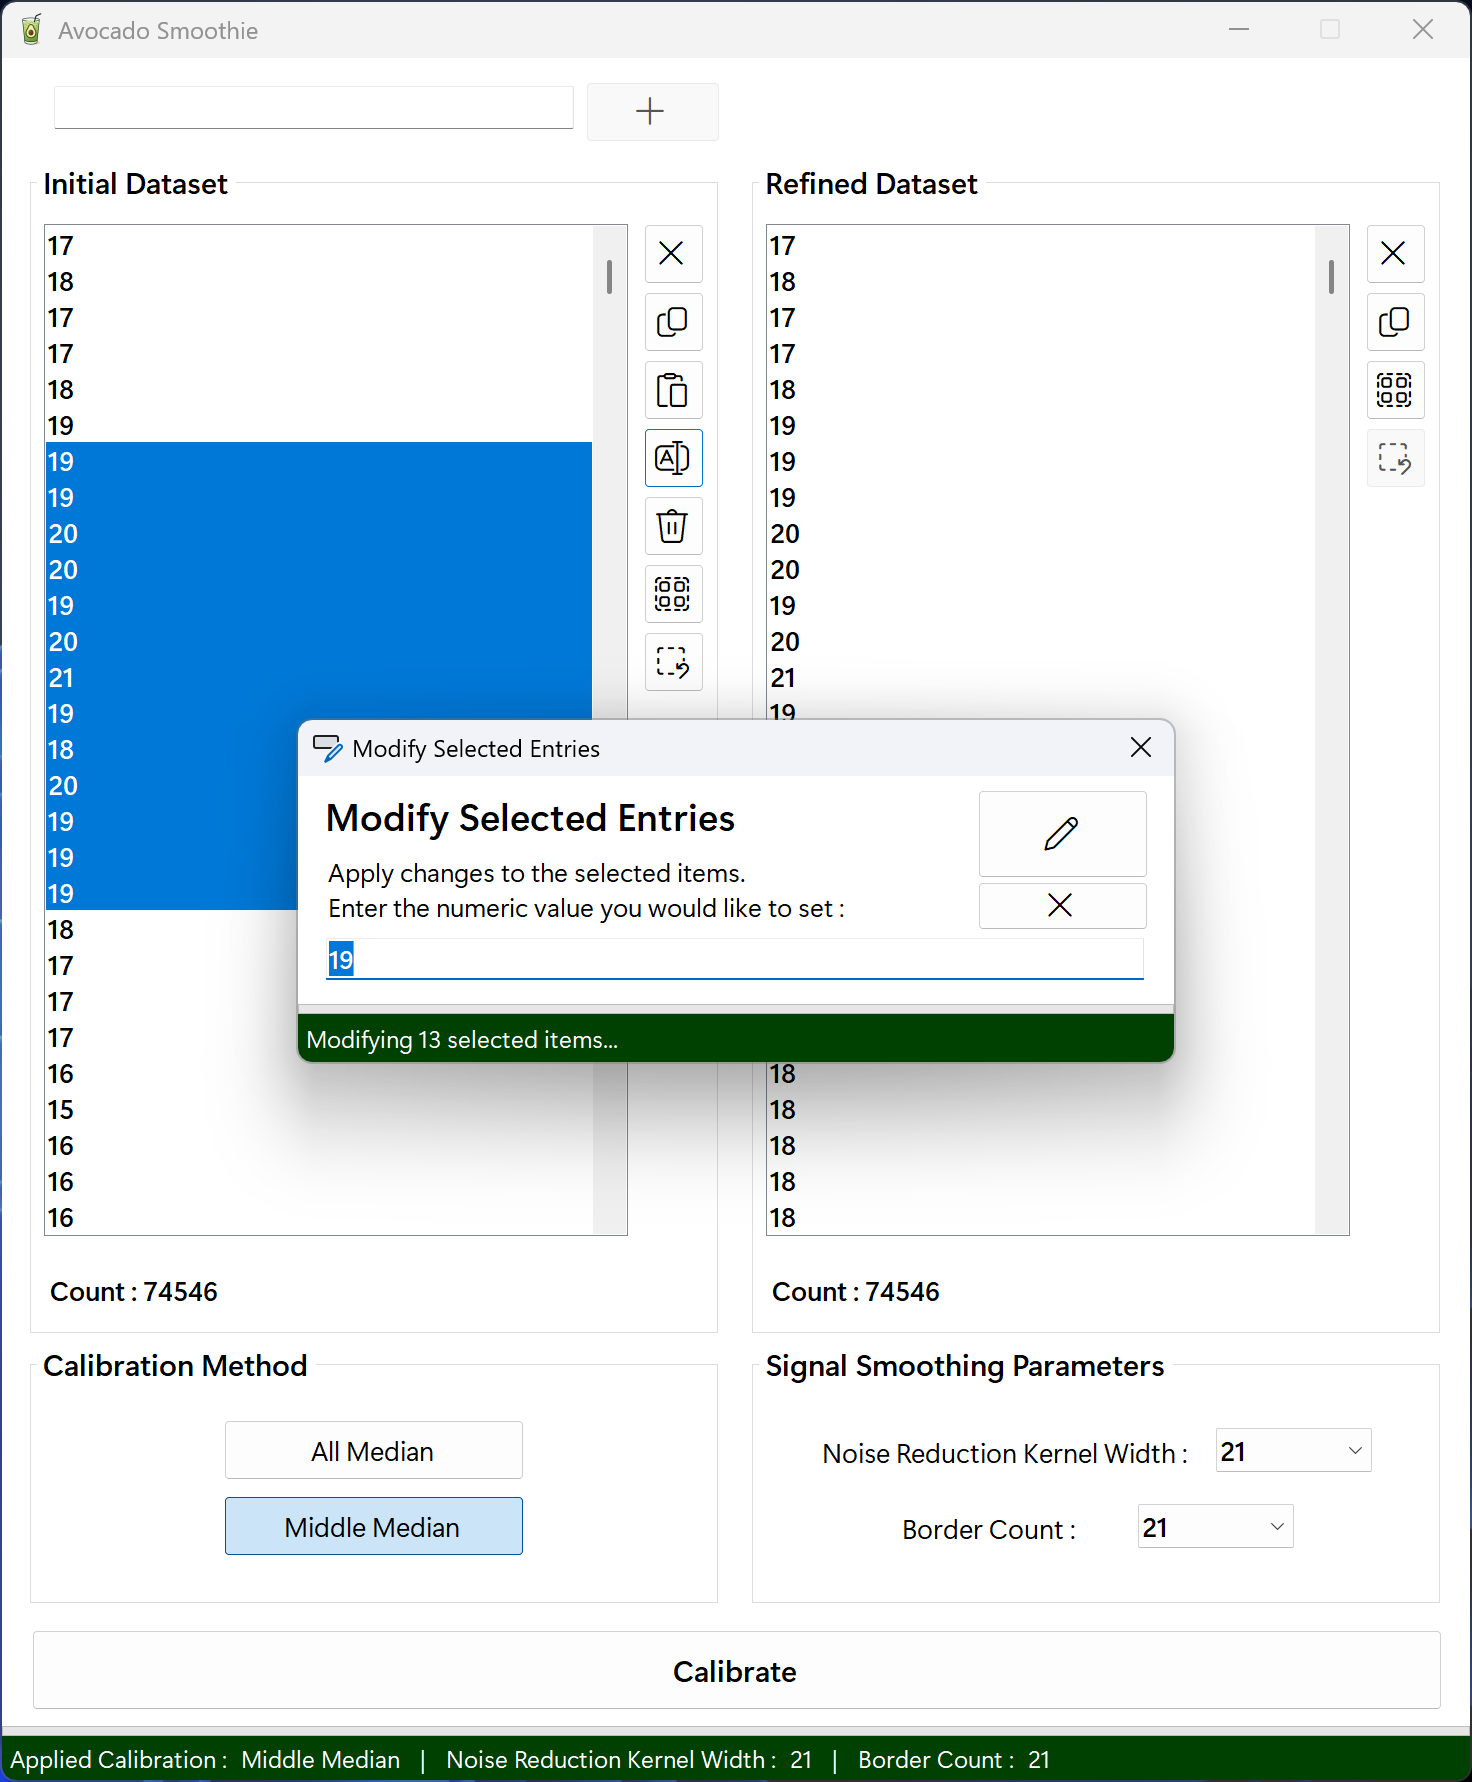 Avocado Smoothie
Initial Dataset
17
18
17
17
18
19
19
19
20
20
19
20
21
19
18
20
19
19
19
18
17
17
17
16
15
16
16
16
Count : 74546
Refined Dataset
17
18
17
17
18
19
19
19
20
20
19
20
21
19
18
18
18
18
18
Count : 74546
Modify Selected Entries
Modify Selected Entries
Apply changes to the selected items.
Enter the numeric value you would like to set :
19
Modifying 13 selected items...
Calibration Method
All Median
Middle Median
Signal Smoothing Parameters
Noise Reduction Kernel Width : 21
Border Count : 21
Calibrate
Applied Calibration : Middle Median | Noise Reduction Kernel Width : 21 | Border Count : 21